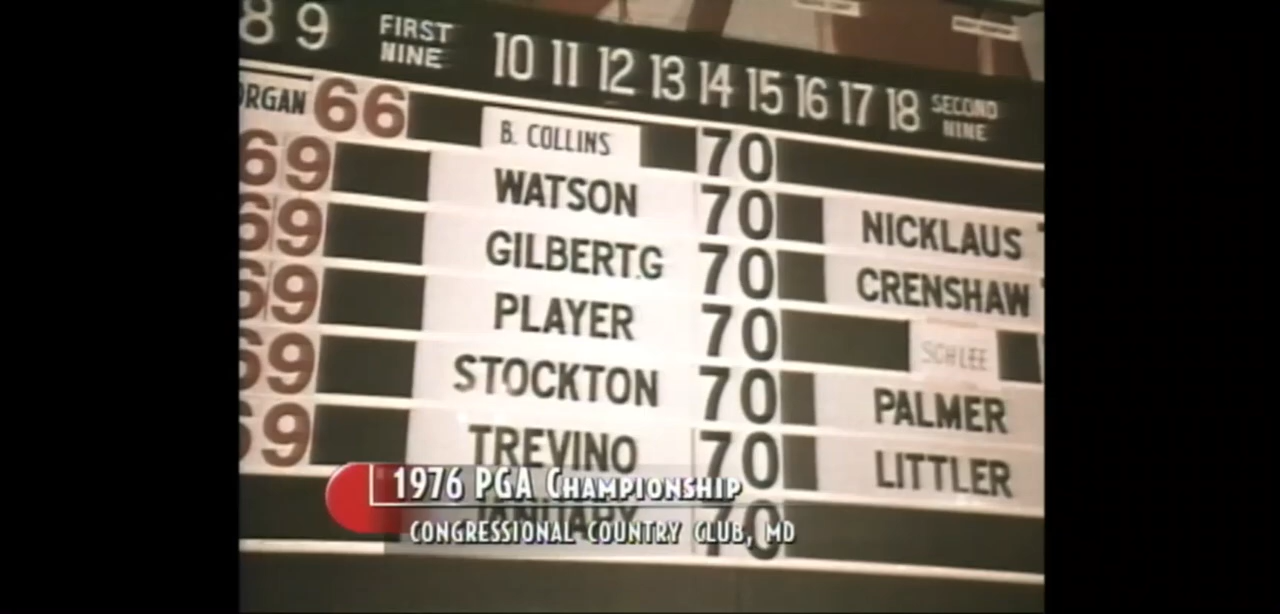 8 9 FIRST NINE 10 11 12 13 14 15 16 17 18 SECOND NINE
ORGAN 66 B. COLLINS 70
69 WATSON 70 NICKLAUS
69 GILBERT.G 70 CRENSHAW
69 PLAYER 70 SCHLEE
69 STOCKTON 70 PALMER
69 TREVINO 70 LITTLER
JANUARY 70
1976 PGA CHAMPIONSHIP
CONGRESSIONAL COUNTRY CLUB, MD